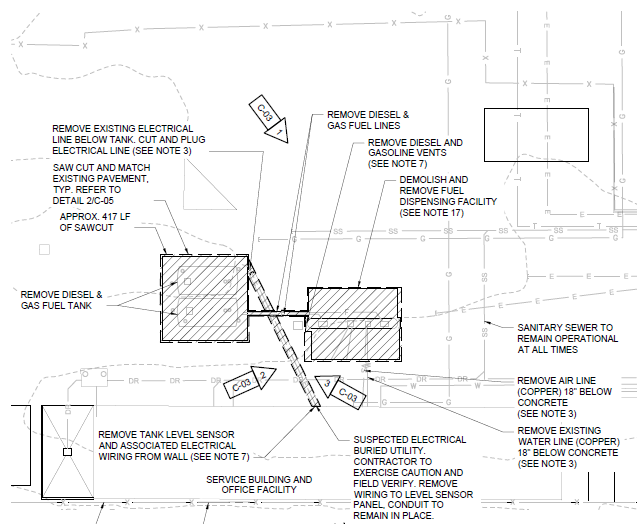 C-03
1
REMOVE DIESEL &
GAS FUEL LINES
REMOVE EXISTING ELECTRICAL
LINE BELOW TANK. CUT AND PLUG
ELECTRICAL LINE (SEE NOTE 3)
REMOVE DIESEL AND
GASOLINE VENTS
(SEE NOTE 7)
SAW CUT AND MATCH
EXISTING PAVEMENT,
TYP. REFER TO
DETAIL 2/C-05
DEMOLISH AND
REMOVE FUEL
DISPENSING FACILITY
(SEE NOTE 17)
APPROX. 417 LF
OF SAWCUT
REMOVE DIESEL &
GAS FUEL TANK
SANITARY SEWER TO
REMAIN OPERATIONAL
AT ALL TIMES
C-03
2
3
C-03
REMOVE AIR LINE
(COPPER) 18" BELOW
CONCRETE
(SEE NOTE 3)
REMOVE TANK LEVEL SENSOR
AND ASSOCIATED ELECTRICAL
WIRING FROM WALL (SEE NOTE 7)
REMOVE EXISTING
WATER LINE (COPPER)
18" BELOW CONCRETE
(SEE NOTE 3)
SUSPECTED ELECTRICAL
BURIED UTILITY.
CONTRACTOR TO
EXERCISE CAUTION AND
FIELD VERIFY. REMOVE
WIRING TO LEVEL SENSOR
PANEL, CONDUIT TO
REMAIN IN PLACE.
SERVICE BUILDING AND
OFFICE FACILITY